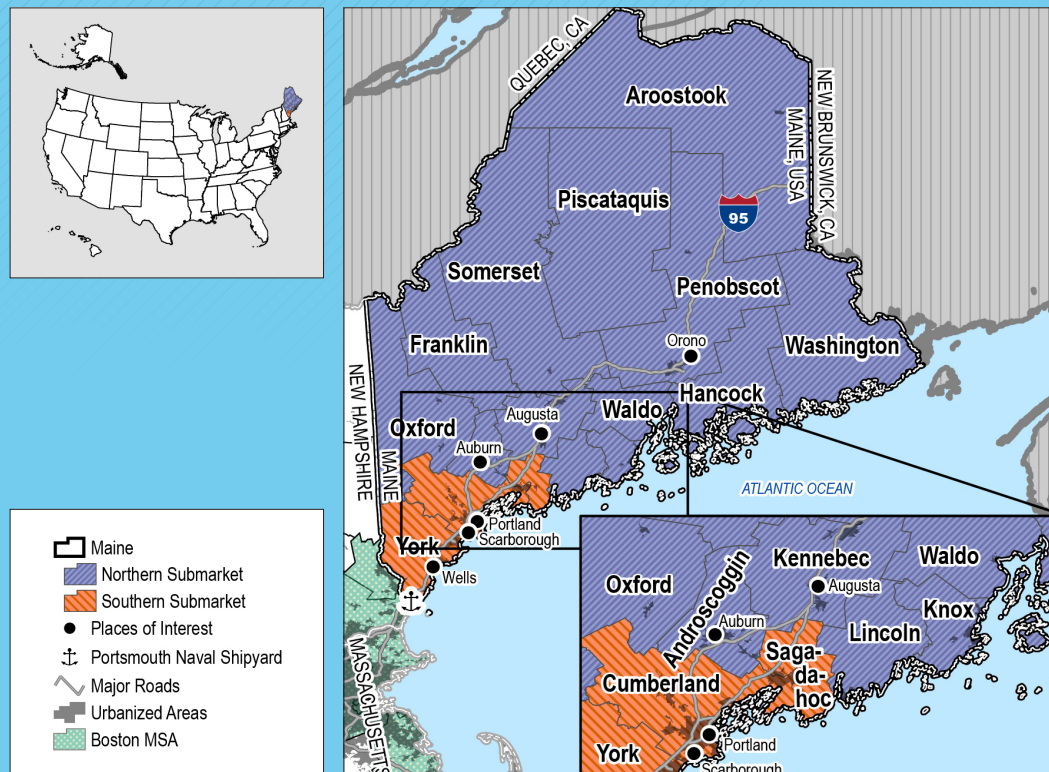 QUEBEC, CA
NEW BRUNSWICK, CA
MAINE, USA
Aroostook
Piscataquis
95
Somerset
Penobscot
Franklin
Orono
Washington
NEW HAMPSHIRE
MAINE
Hancock
Waldo
Augusta
Oxford
Auburn
ATLANTIC OCEAN
Portland
Scarborough
York
Wells
MASSACHUSETTS
Maine
Northern Submarket
Southern Submarket
Places of Interest
Portsmouth Naval Shipyard
Major Roads
Urbanized Areas
Boston MSA
Kennebec
Waldo
Oxford
Androscoggin
Augusta
Knox
Auburn
Lincoln
Saga-
da-
hoc
Cumberland
Portland
York
Scarborough